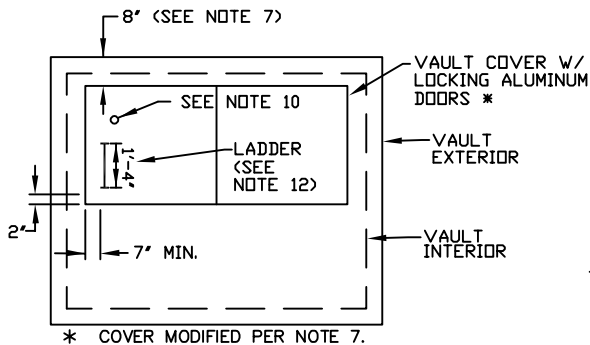 8" (SEE NOTE 7)
VAULT COVER W/
LOCKING ALUMINUM
DOORS *
SEE NOTE 10
1'-4"
LADDER
(SEE
NOTE 12)
VAULT
EXTERIOR
2"
7" MIN.
VAULT
INTERIOR
* COVER MODIFIED PER NOTE 7.